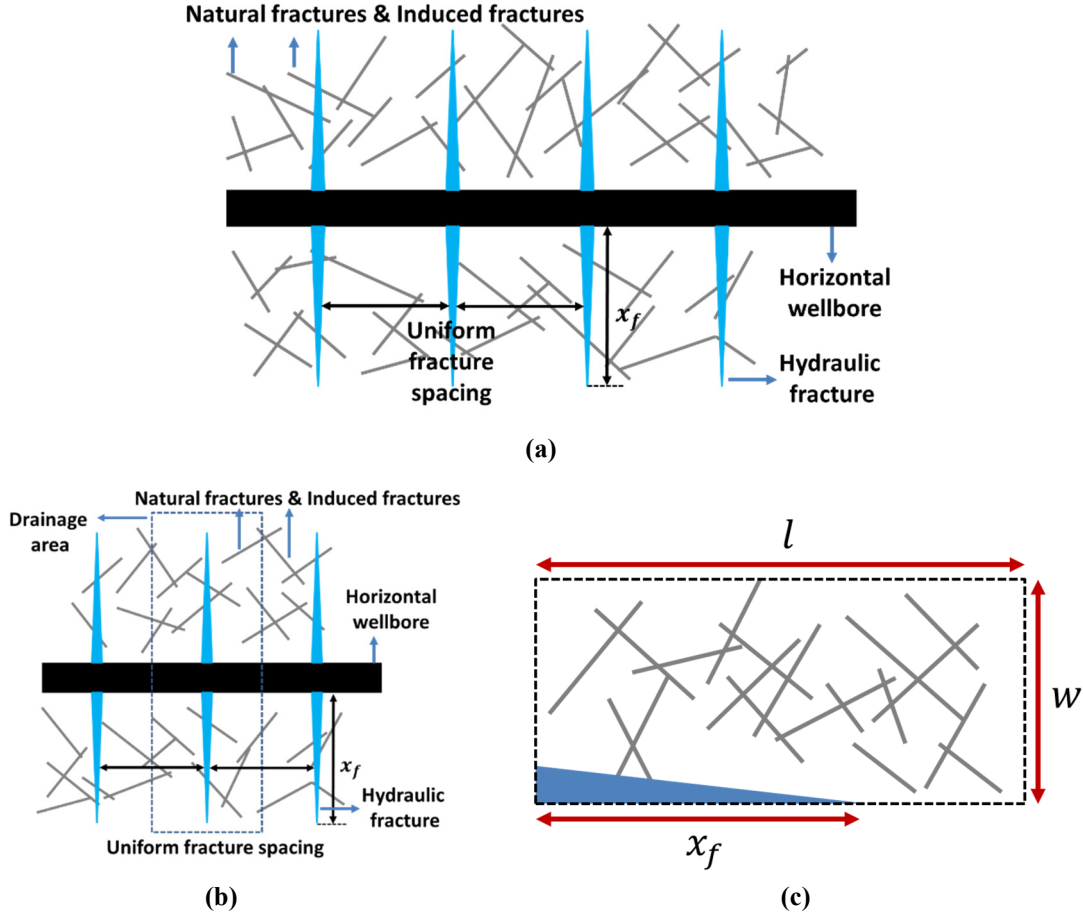 Natural fractures & Induced fractures
Horizontal
wellbore
x_f
Uniform
fracture
spacing
Hydraulic
fracture
(a)
Natural fractures & Induced fractures
Drainage
area
Horizontal
wellbore
x_f
Hydraulic
fracture
Uniform fracture spacing
(b)
l
w
x_f
(c)